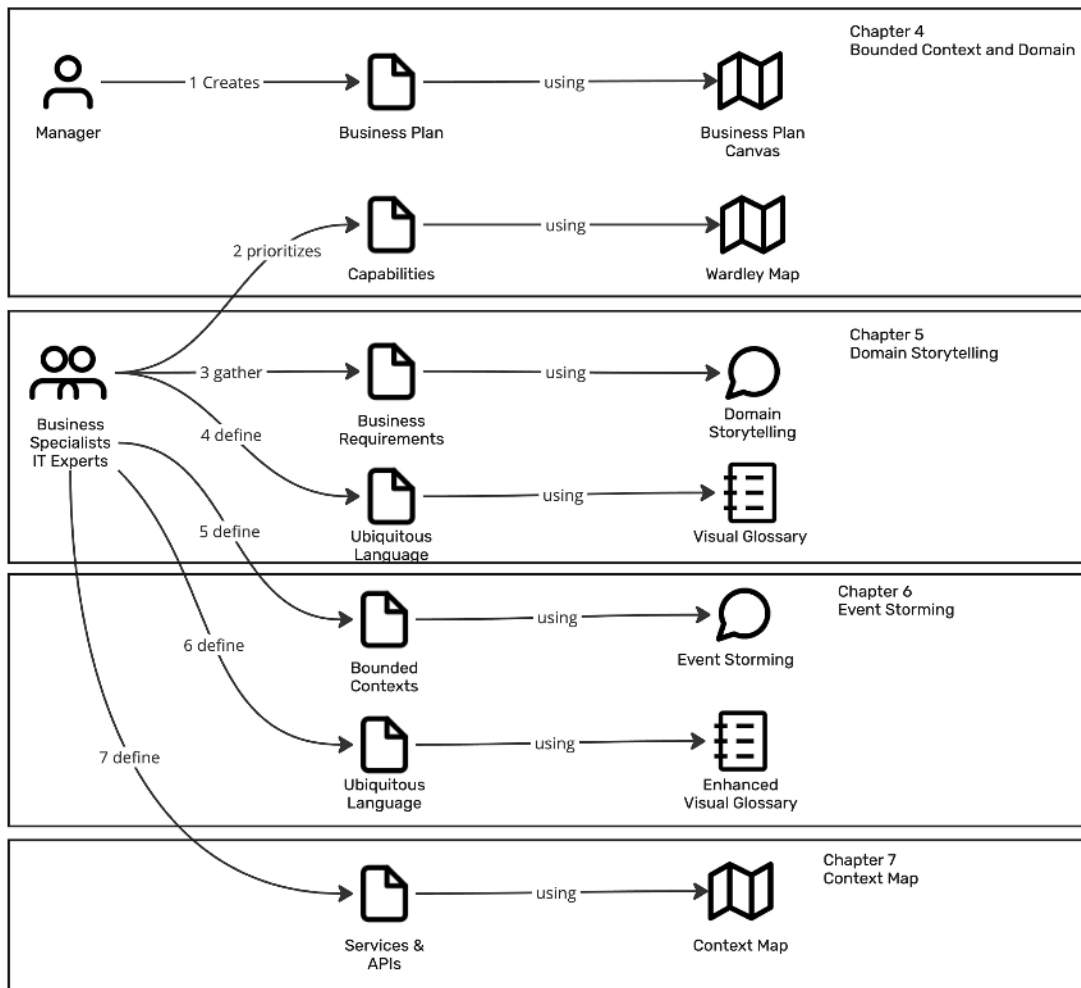 Chapter 4
Bounded Context and Domain
1 Creates
using
Manager
Business Plan
Business Plan
Canvas
2 prioritizes
using
Capabilities
Wardley Map
Chapter 5
Domain Storytelling
3 gather
using
Business
Specialists
IT Experts
Business
Requirements
Domain
Storytelling
4 define
using
Ubiquitous
Language
Visual Glossary
5 define
Chapter 6
Event Storming
using
Bounded
Contexts
Event Storming
6 define
using
Ubiquitous
Language
Enhanced
Visual Glossary
7 define
Chapter 7
Context Map
using
Services &
APIs
Context Map